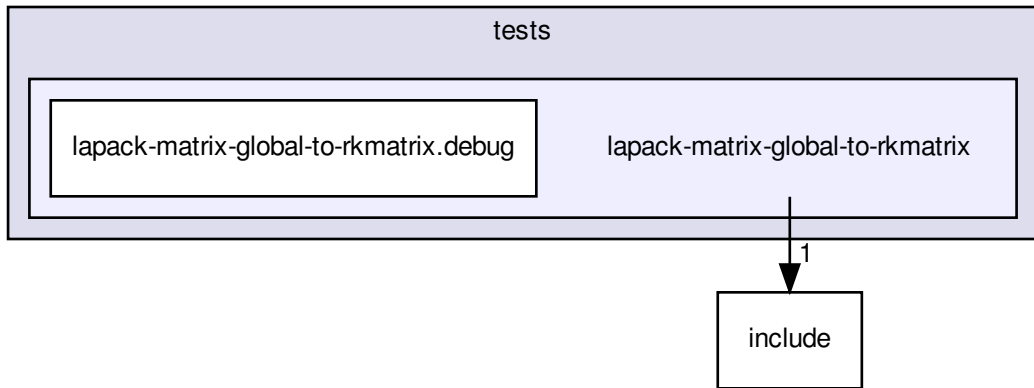 tests
lapack-matrix-global-to-rkmatrix.debug
lapack-matrix-global-to-rkmatrix
1
include